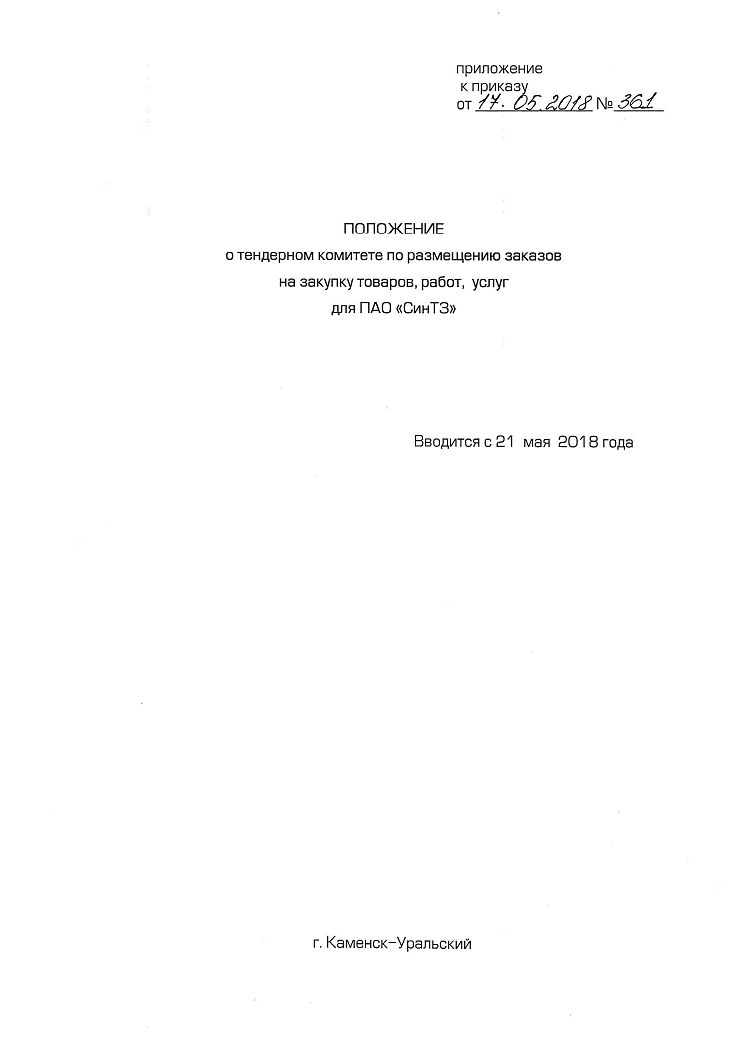 приложение
к приказу
от 17.05.2018 № 361
ПОЛОЖЕНИЕ
о тендерном комитете по размещению заказов
на закупку товаров, работ, услуг
для ПАО «СинТЗ»
Вводится с 21 мая 2018 года
г. Каменск-Уральский